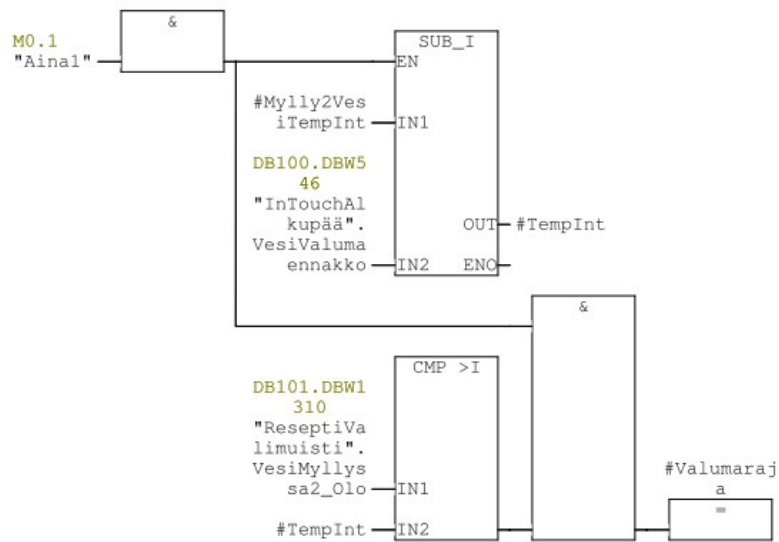 &
M0.1
"Aina1"
SUB_I
EN
#Mylly2Ves
iTempInt
IN1
DB100.DBW5
46
"InTouchAl
kupää".
VesiValuma
ennakko
IN2
OUT
#TempInt
ENO
&
CMP >I
DB101.DBW1
310
"ReseptiVa
limuisti".
VesiMyllys
sa2_Olo
IN1
#TempInt
IN2
#Valumaraj
a
=